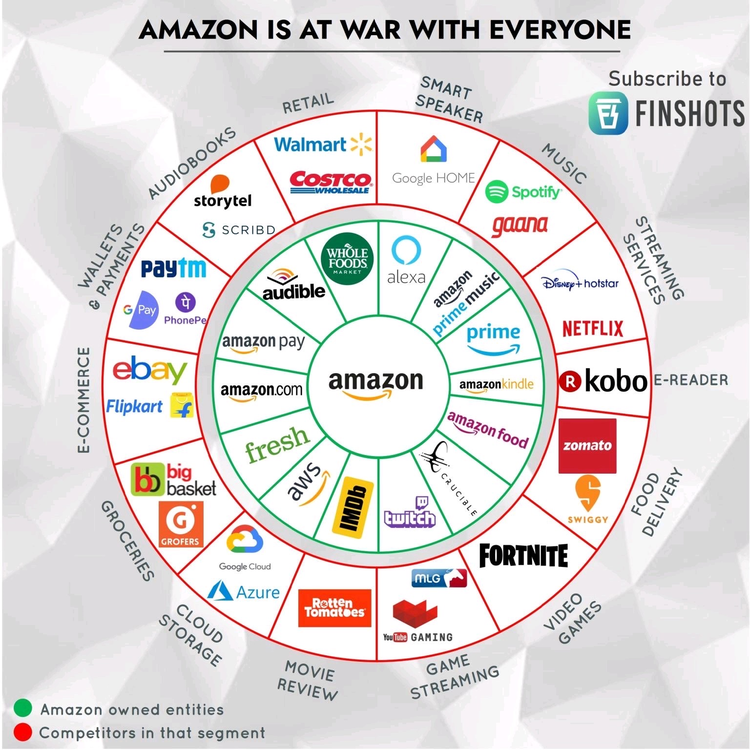 AMAZON IS AT WAR WITH EVERYONE
Subscribe to
FINSHOTS
SMART
SPEAKER
Google HOME
alexa
MUSIC
Spotify
gaana
amazon
prime music
STREAMING
SERVICES
Disney+ hotstar
NETFLIX
prime
E-READER
R kobo
amazonkindle
FOOD
DELIVERY
zomato
SWIGGY
amazon food
VIDEO
GAMES
FORTNITE
CRUCIBLE
GAME
STREAMING
MLG
YouTube GAMING
twitch
MOVIE
REVIEW
Rotten
Tomatoes
IMDb
CLOUD
STORAGE
Google Cloud
Azure
aws
GROCERIES
bb big
basket
G
GROFERS
fresh
E-COMMERCE
ebay
Flipkart
amazon.com
WALLETS
& PAYMENTS
paytm
G Pay
पे
PhonePe
amazon pay
AUDIOBOOKS
storytel
SCRIBD
audible
RETAIL
Walmart
COSTCO
WHOLESALE
WHOLE
FOODS
MARKET
amazon
Amazon owned entities
Competitors in that segment